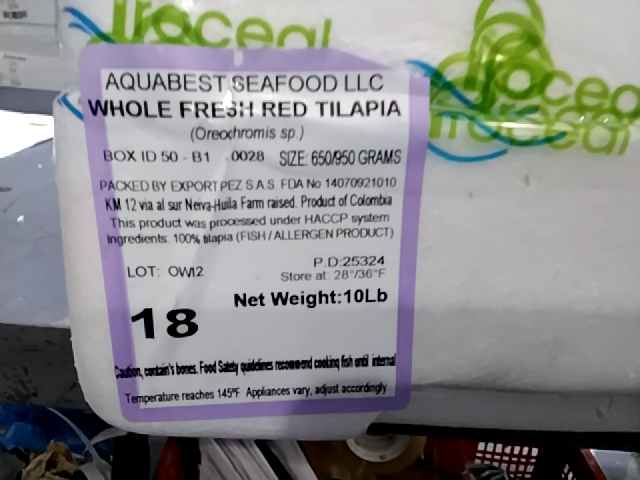 Troceal
AQUABEST SEAFOOD LLC
WHOLE FRESH RED TILAPIA
(Oreochromis sp.)
BOX ID 50 - B1 -0028 SIZE: 650/950 GRAMS
PACKED BY EXPORTPEZ S.A.S. FDA No 14070921010
KM 12 via al sur Neiva-Huila Farm raised. Product of Colombia
This product was processed under HACCP system
Ingredients: 100% tilapia (FISH / ALLERGEN PRODUCT)
P.D:25324
LOT: OWI2
Store at: 28°/36°F
Net Weight:10Lb
18
Caution, contain's bones. Food Safety guidelines recommend cooking fish until internal
Temperature reaches 145°F Appliances vary, adjust accordingly